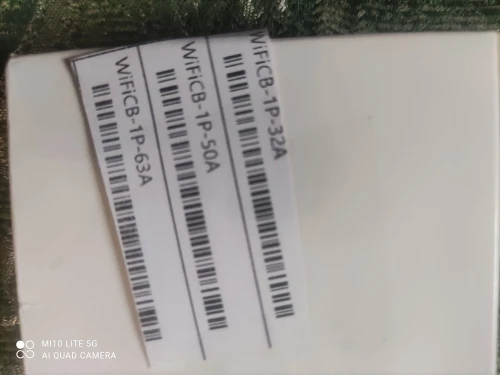 WiFiCB-1P-63A
WiFiCB-1P-50A
WiFiCB-1P-32A
MI 10 LITE 5G
AI QUAD CAMERA